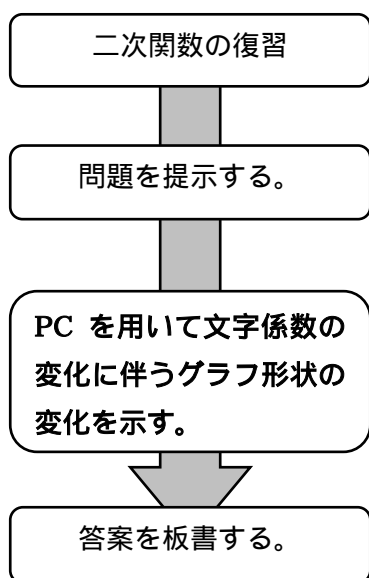 二次関数の復習
問題を提示する。
PC を用いて文字係数の
変化に伴うグラフ形状の
変化を示す。
答案を板書する。